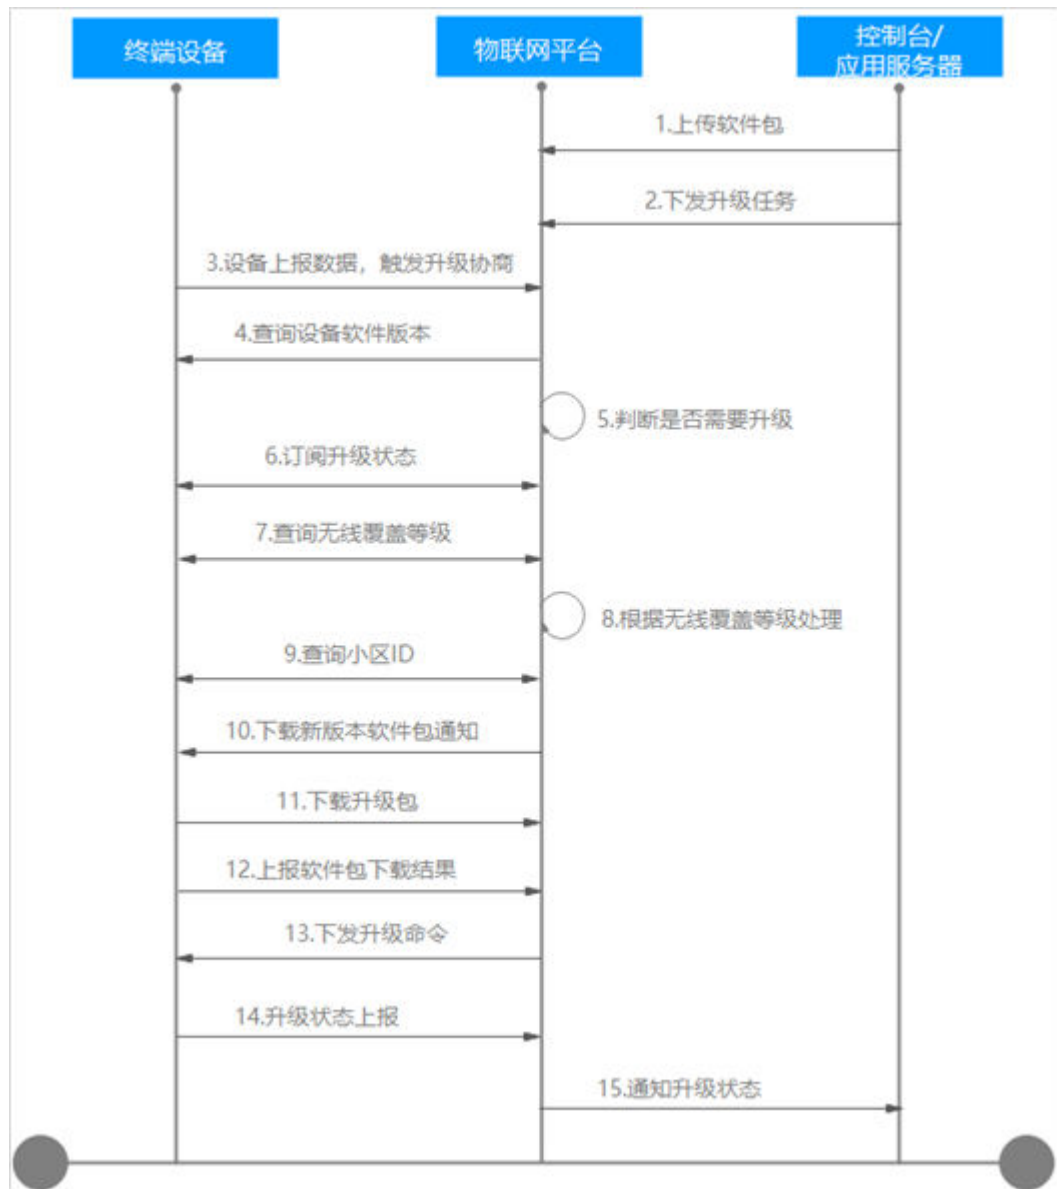 终端设备
物联网平台
控制台/
应用服务器
1.上传软件包
2.下发升级任务
3.设备上报数据，触发升级协商
4.查询设备软件版本
5.判断是否需要升级
6.订阅升级状态
7.查询无线覆盖等级
8.根据无线覆盖等级处理
9.查询小区ID
10.下载新版本软件包通知
11.下载升级包
12.上报软件包下载结果
13.下发升级命令
14.升级状态上报
15.通知升级状态